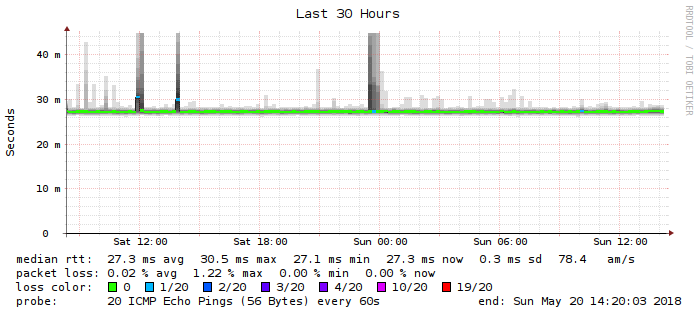 Last 30 Hours
RRDTOOL / TOBI OETIKER
Seconds
40 m
30 m
20 m
10 m
0
Sat 12:00 Sat 18:00 Sun 00:00 Sun 06:00 Sun 12:00
median rtt: 27.3 ms avg 30.5 ms max 27.1 ms min 27.3 ms now 0.3 ms sd 78.4 am/s
packet loss: 0.02 % avg 1.22 % max 0.00 % min 0.00 % now
loss color: 0 1/20 2/20 3/20 4/20 10/20 19/20
probe: 20 ICMP Echo Pings (56 Bytes) every 60s end: Sun May 20 14:20:03 2018